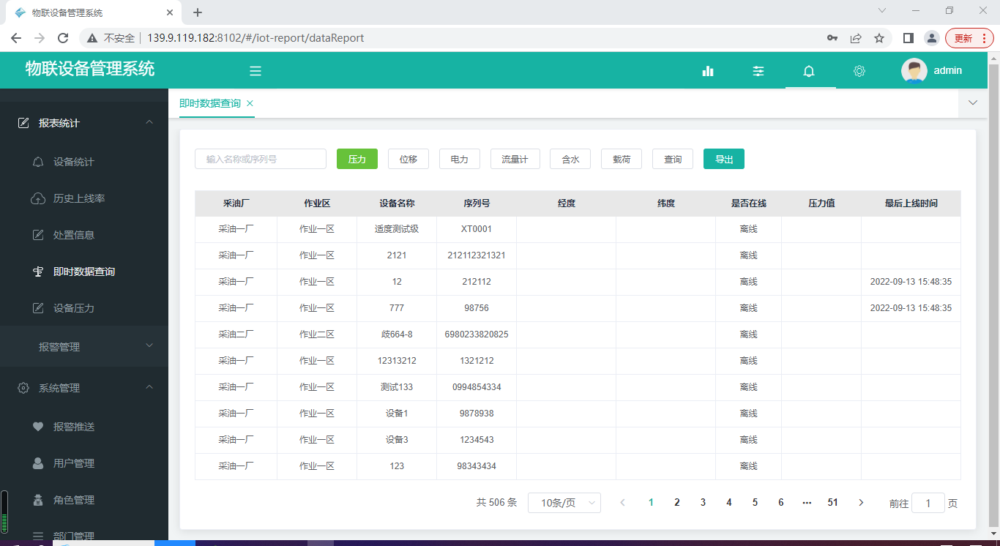 物联设备管理系统
不安全 139.9.119.182:8102/#/iot-report/dataReport
更新
物联设备管理系统
admin
报表统计
设备统计
历史上线率
处置信息
即时数据查询
设备压力
报警管理
系统管理
报警推送
用户管理
角色管理
部门管理
即时数据查询
输入名称或序列号 压力 位移 电力 流量计 含水 载荷 查询 导出
采油厂 作业区 设备名称 序列号 经度 纬度 是否在线 压力值 最后上线时间
采油一厂 作业一区 适度测试级 XT0001 离线
采油一厂 作业一区 2121 212112321321 离线
采油一厂 作业一区 12 212112 离线 2022-09-13 15:48:35
采油一厂 作业一区 777 98756 离线 2022-09-13 15:48:35
采油二厂 作业二区 歧664-8 6980233820825 离线
采油一厂 作业一区 12313212 1321212 离线
采油一厂 作业一区 测试133 0994854334 离线
采油一厂 作业一区 设备1 9878938 离线
采油一厂 作业一区 设备3 1234543 离线
采油一厂 作业一区 123 98343434 离线
共 506 条 10条/页 1 2 3 4 5 6 ··· 51 前往 1 页